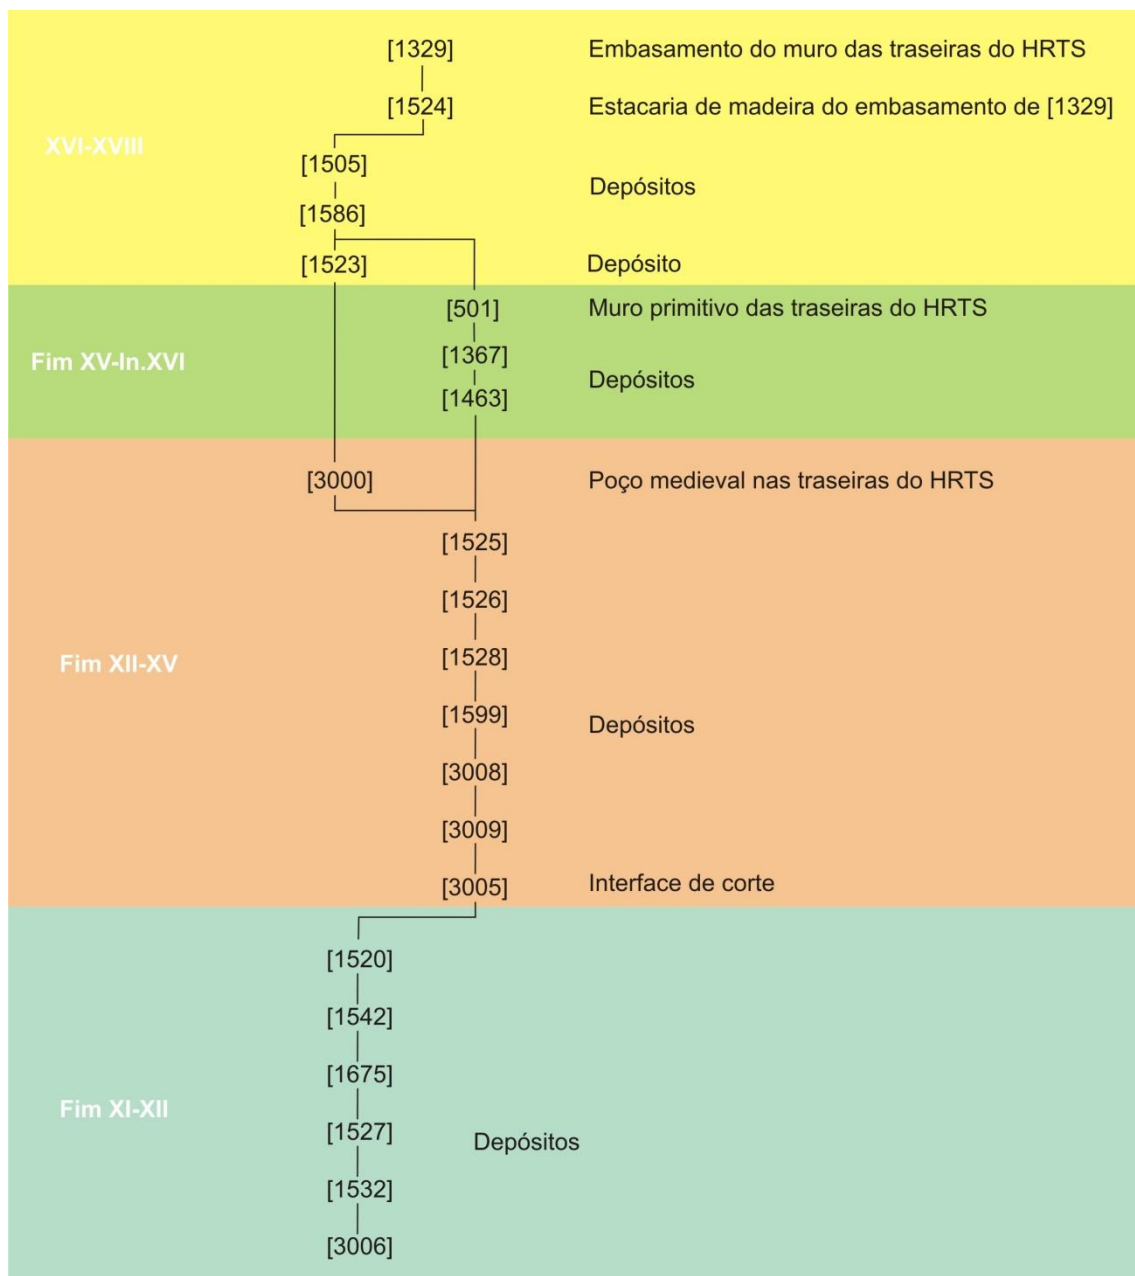 [1329] Embasamento do muro das traseiras do HRTS
[1524] Estacaria de madeira do embasamento de [1329]
XVI-XVIII
[1505]
Depósitos
[1586]
[1523] Depósito
[501] Muro primitivo das traseiras do HRTS
Fim XV-In.XVI
[1367]
Depósitos
[1463]
[3000] Poço medieval nas traseiras do HRTS
[1525]
[1526]
Fim XII-XV
[1528]
[1599]
Depósitos
[3008]
[3009]
[3005] Interface de corte
[1520]
[1542]
[1675]
Fim XI-XII
[1527]
Depósitos
[1532]
[3006]